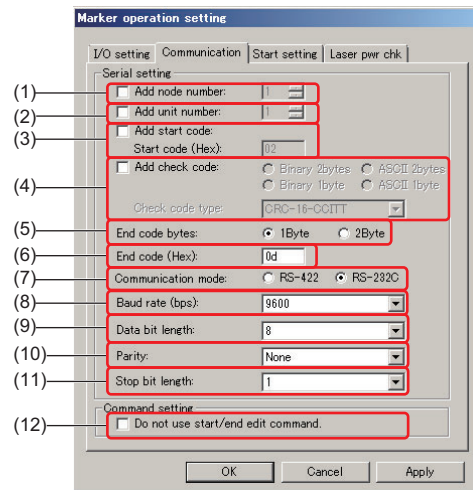 Marker operation setting
I/O setting Communication Start setting Laser pwr chk
Serial setting
(1) Add node number: 1
(2) Add unit number: 1
(3) Add start code:
Start code (Hex): 02
(4) Add check code: Binary 2bytes ASCII 2bytes
Binary 1byte ASCII 1byte
Check code type: CRC-16-CCITT
(5) End code bytes: 1Byte 2Byte
(6) End code (Hex): 0d
(7) Communication mode: RS-422 RS-232C
(8) Baud rate (bps): 9600
(9) Data bit length: 8
(10) Parity: None
(11) Stop bit length: 1
Command setting
(12) Do not use start/end edit command.
OK Cancel Apply